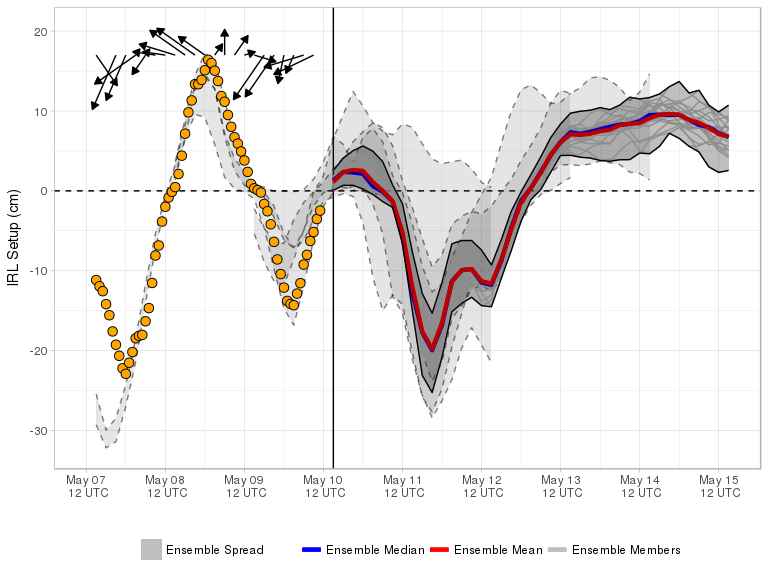 IRL Setup (cm)
20
10
0
-10
-20
-30
May 07
12 UTC
May 08
12 UTC
May 09
12 UTC
May 10
12 UTC
May 11
12 UTC
May 12
12 UTC
May 13
12 UTC
May 14
12 UTC
May 15
12 UTC
Ensemble Spread
Ensemble Median
Ensemble Mean
Ensemble Members